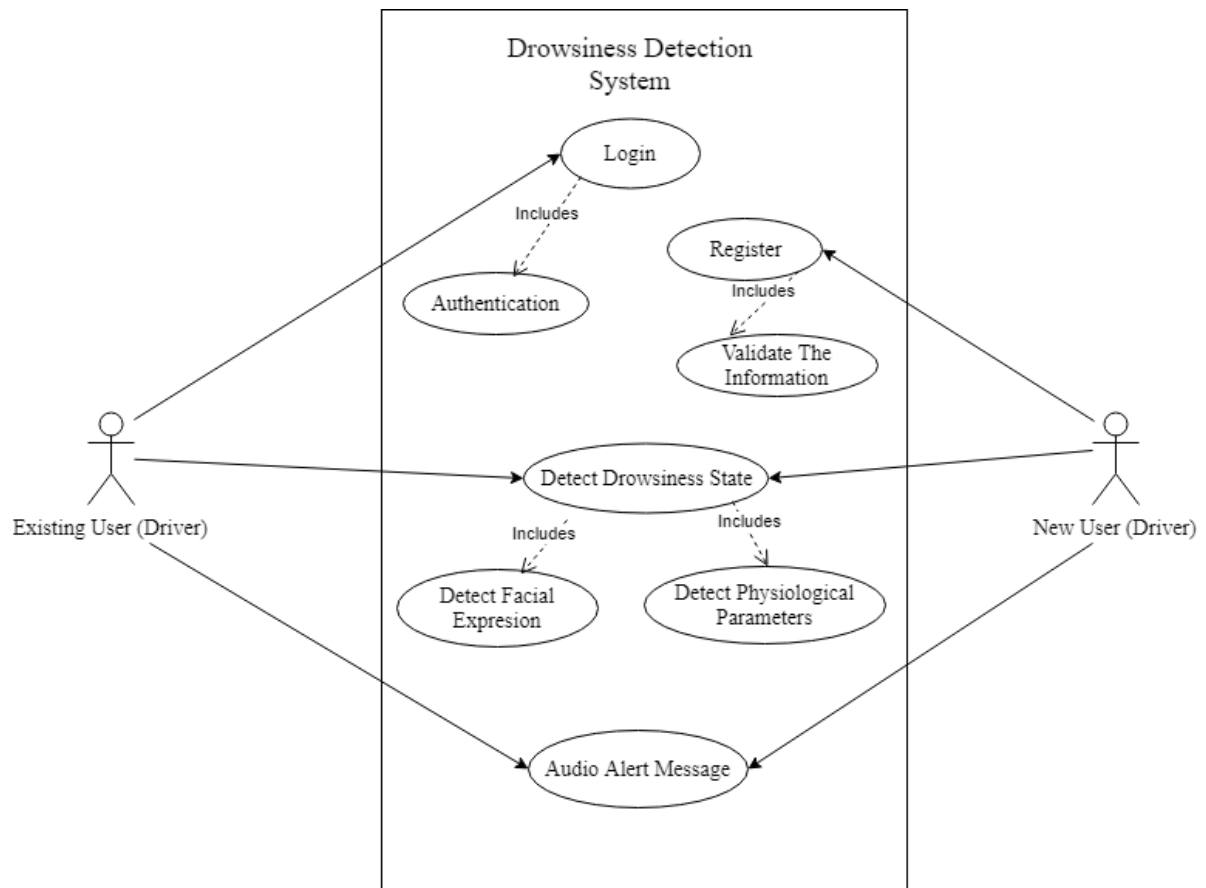 Drowsiness Detection
System
Login
Includes
Register
Includes
Authentication
Validate The
Information
Detect Drowsiness State
Existing User (Driver)
New User (Driver)
Includes
Includes
Detect Facial
Expresion
Detect Physiological
Parameters
Audio Alert Message